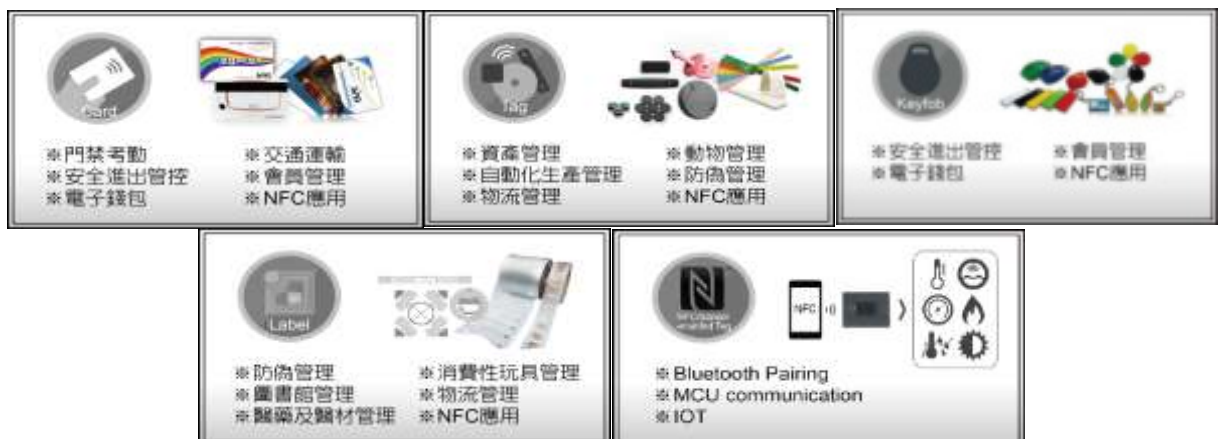 Card
※門禁考勤
※安全進出管控
※電子錢包
※交通運輸
※會員管理
※NFC應用
Tag
※資產管理
※自動化生產管理
※物流管理
※動物管理
※防偽管理
※NFC應用
Keyfob
※安全進出管控
※電子錢包
※會員管理
※NFC應用
Label
※防偽管理
※圖書館管理
※醫藥及醫材管理
※消費性玩具管理
※物流管理
※NFC應用
Tag
NFC
※Bluetooth Pairing
※MCU communication
※IOT